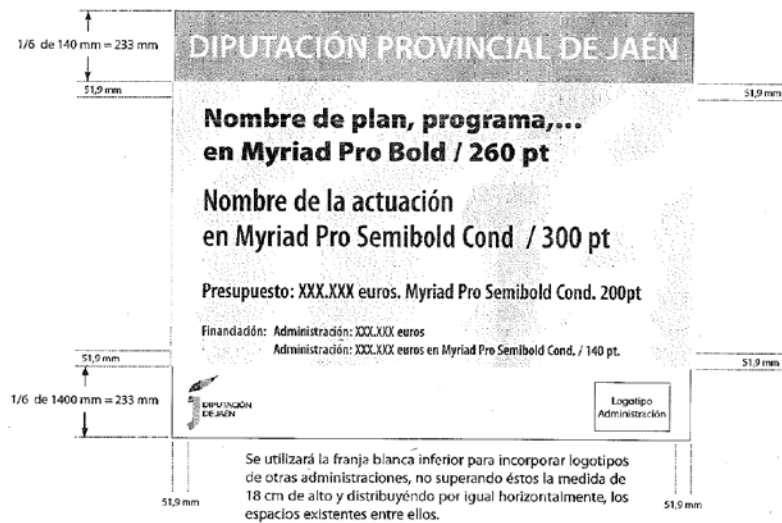 1/6 de 140 mm = 233 mm
DIPUTACIÓN PROVINCIAL DE JAÉN
51,9 mm
51,9 mm
Nombre de plan, programa,...
en Myriad Pro Bold / 260 pt
Nombre de la actuación
en Myriad Pro Semibold Cond / 300 pt
Presupuesto: XXX.XXX euros. Myriad Pro Semibold Cond. 200pt
Financiación: Administración: XXX.XXX euros
Administración: XXX.XXX euros en Myriad Pro Semibold Cond. / 140 pt.
51,9 mm
51,9 mm
1/6 de 1400 mm = 233 mm
DIPUTACIÓN
DE JAÉN
Logotipo
Administración
Se utilizará la franja blanca inferior para incorporar logotipos
de otras administraciones, no superando éstos la medida de
18 cm de alto y distribuyéndo por igual horizontalmente, los
espacios existentes entre ellos.
51,9 mm
51,9 mm